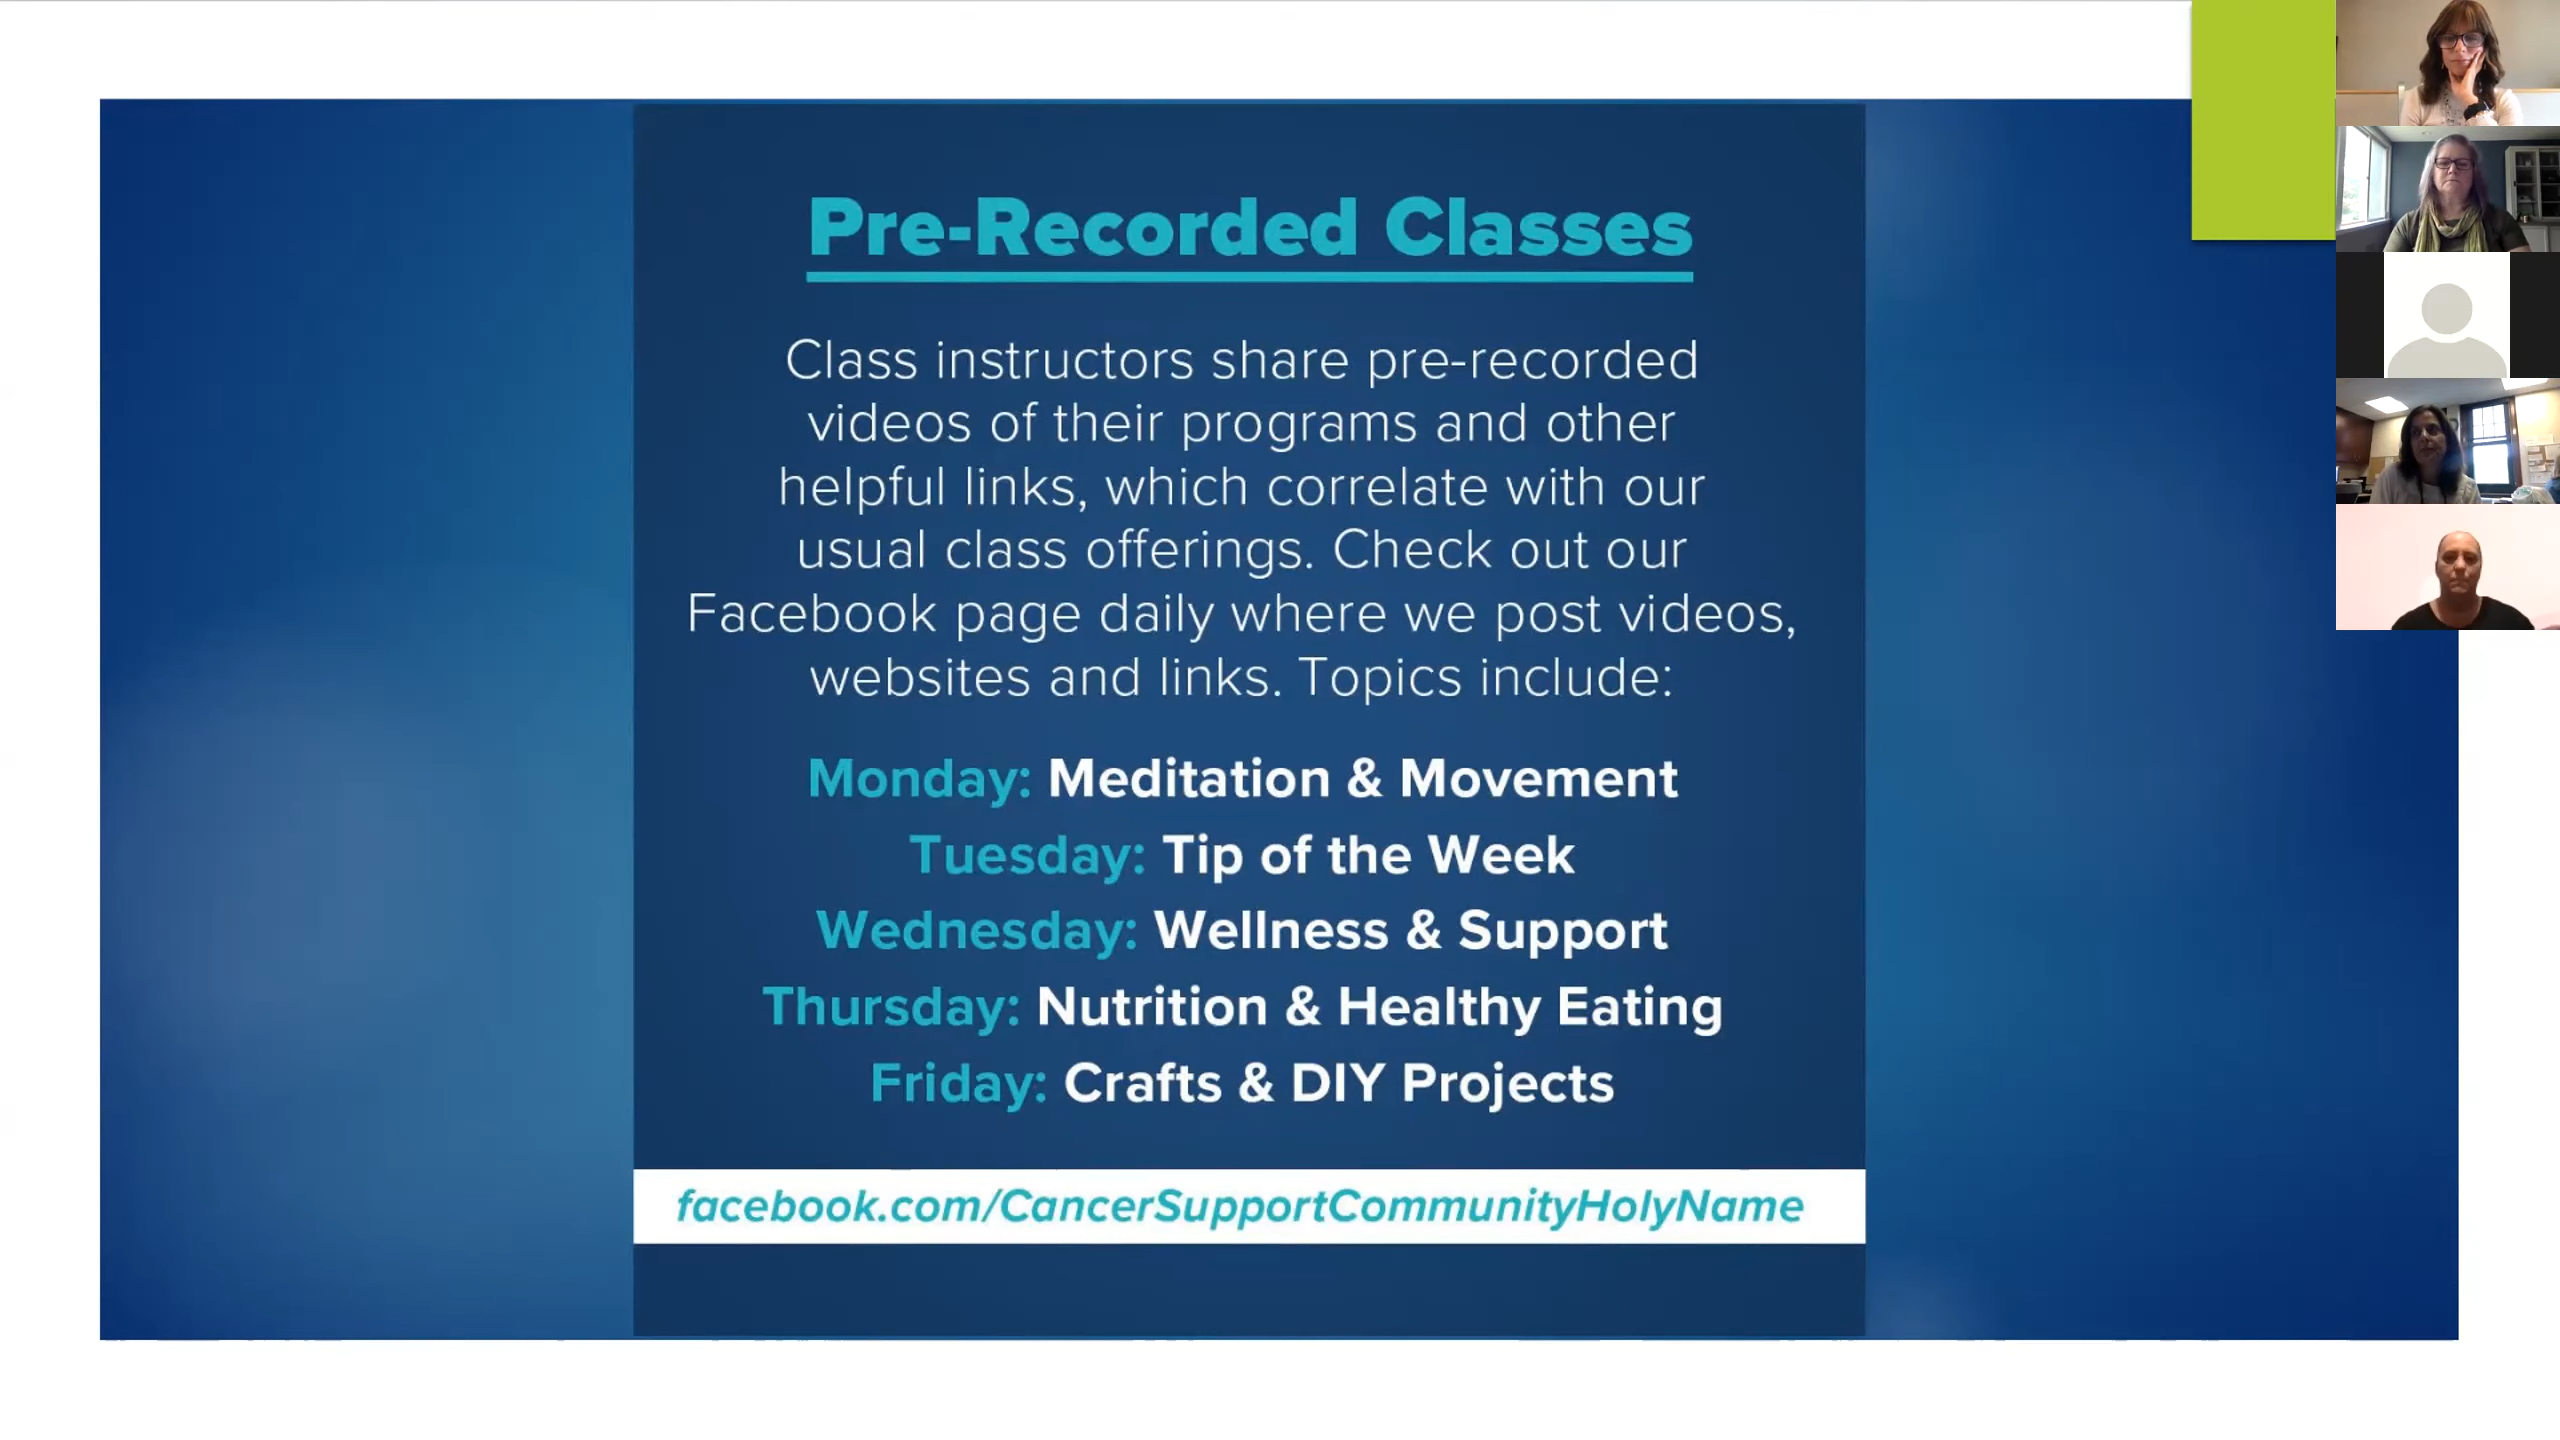 Pre-Recorded Classes
Class instructors share pre-recorded
videos of their programs and other
helpful links, which correlate with our
usual class offerings. Check out our
Facebook page daily where we post videos,
websites and links. Topics include:
Monday: Meditation & Movement
Tuesday: Tip of the Week
Wednesday: Wellness & Support
Thursday: Nutrition & Healthy Eating
Friday: Crafts & DIY Projects
facebook.com/CancerSupportCommunityHolyName